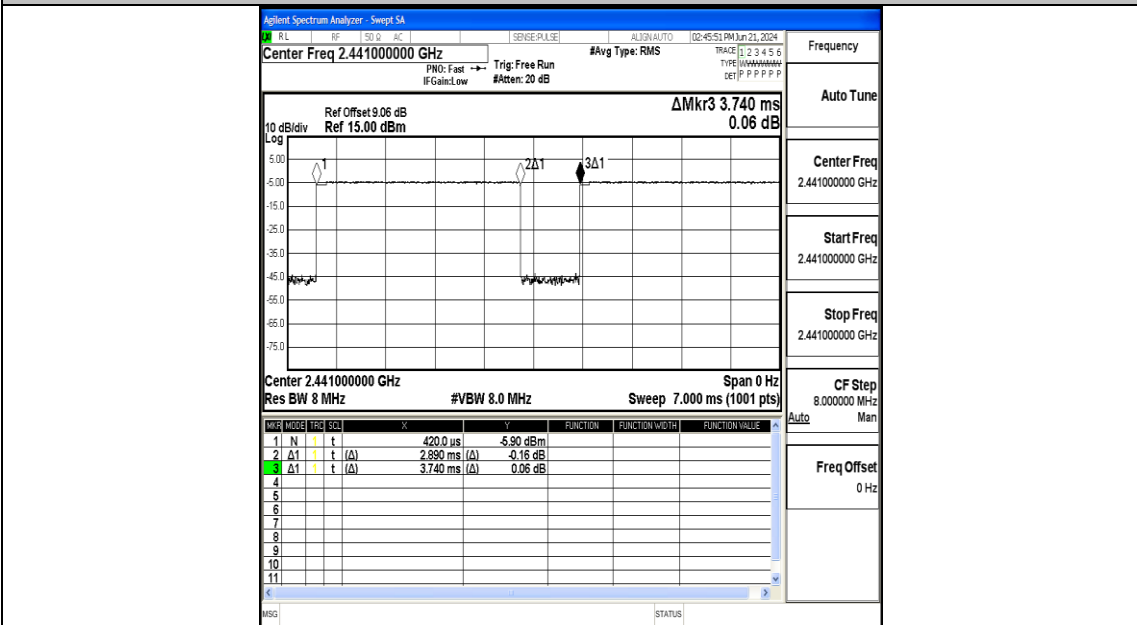 Agilent Spectrum Analyzer - Swept SA
RL RF 50 Ω AC SENSE:PULSE ALIGN AUTO 02:45:51 PM Jun 21, 2024
Center Freq 2.441000000 GHz
#Avg Type: RMS
TRACE 1 2 3 4 5 6
PNO: Fast
Trig: Free Run
TYPE
IFGain:Low
#Atten: 20 dB
DET P P P P P P
ΔMkr3 3.740 ms
0.06 dB
Ref Offset 9.06 dB
10 dB/div Ref 15.00 dBm
Log
5.00
-5.00
-15.0
-25.0
-35.0
-45.0
-55.0
-65.0
-75.0
1
2Δ1
3Δ1
Center 2.441000000 GHz Span 0 Hz
Res BW 8 MHz #VBW 8.0 MHz Sweep 7.000 ms (1001 pts)
MKR MODE TRC SCL X Y FUNCTION FUNCTION WIDTH FUNCTION VALUE
1 N 1 t 420.0 µs -5.90 dBm
2 Δ1 1 t (Δ) 2.890 ms (Δ) -0.16 dB
3 Δ1 1 t (Δ) 3.740 ms (Δ) 0.06 dB
4
5
6
7
8
9
10
11
MSG STATUS
Frequency
Auto Tune
Center Freq
2.441000000 GHz
Start Freq
2.441000000 GHz
Stop Freq
2.441000000 GHz
CF Step
8.000000 MHz
Auto Man
Freq Offset
0 Hz